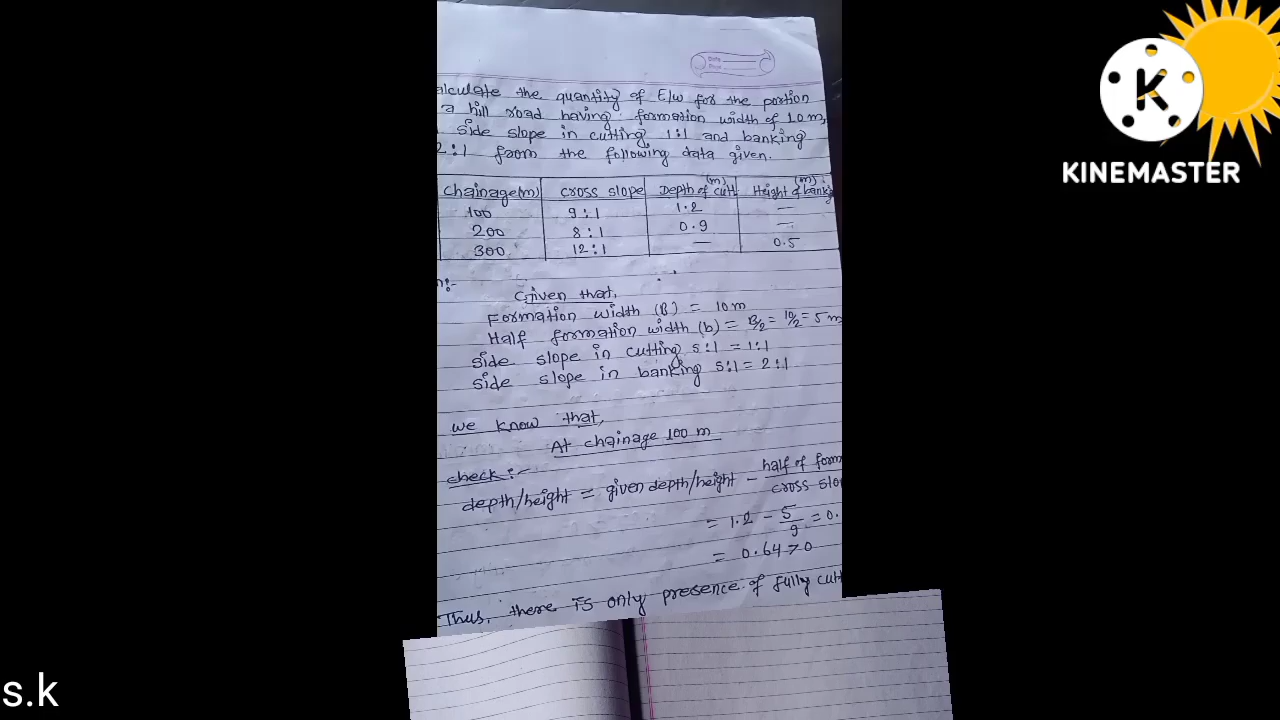 alculate the quantity of E/w for the portion
a hill road having formation width of 10 m,
side slope in cutting 1:1 and banking
2:1 from the following data given.
chainage(m) cross slope Depth of cutt (m) Height of bank (m)
100 9:1 1.2 —
200 8:1 0.9 —
300 12:1 — 0.5
n:-
Given that,
Formation width (B) = 10 m
Half formation width (b) = B/2 = 10/2 = 5 m
side slope in cutting s:1 = 1:1
side slope in banking s:1 = 2:1
we know that,
At chainage 100 m
check:-
depth/height = given depth/height - half of form / cross slo
= 1.2 - 5/9 = 0.
= 0.64 > 0
Thus, there is only presence of fully cutt
K
KINEMASTER
s.k